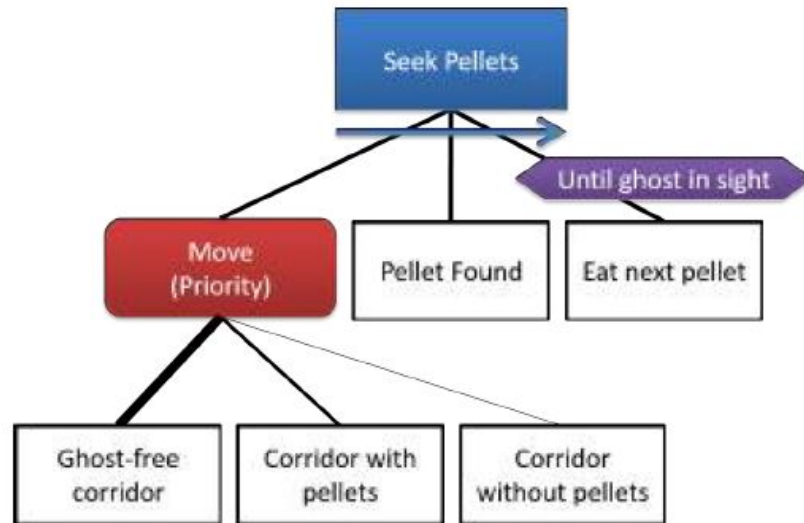 Seek Pellets
Until ghost in sight
Move
(Priority)
Pellet Found
Eat next pellet
Ghost-free
corridor
Corridor with
pellets
Corridor
without pellets